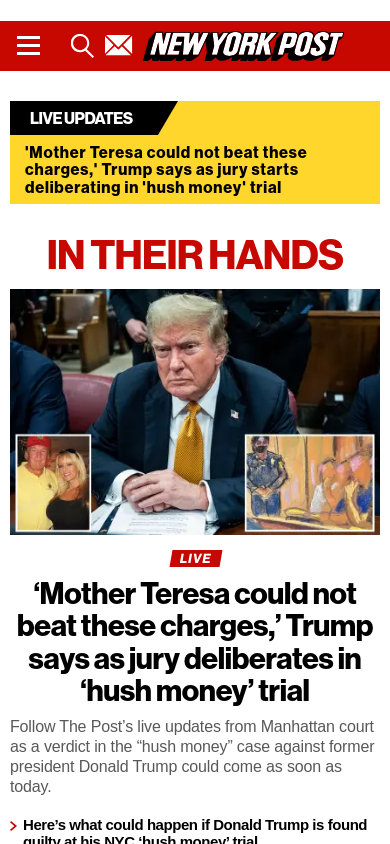 NEW YORK POST
LIVE UPDATES
'Mother Teresa could not beat these
charges,' Trump says as jury starts
deliberating in 'hush money' trial
IN THEIR HANDS
LIVE
‘Mother Teresa could not
beat these charges,’ Trump
says as jury deliberates in
‘hush money’ trial
Follow The Post’s live updates from Manhattan court
as a verdict in the “hush money” case against former
president Donald Trump could come as soon as
today.
Here’s what could happen if Donald Trump is found
guilty at his NYC ‘hush money’ trial